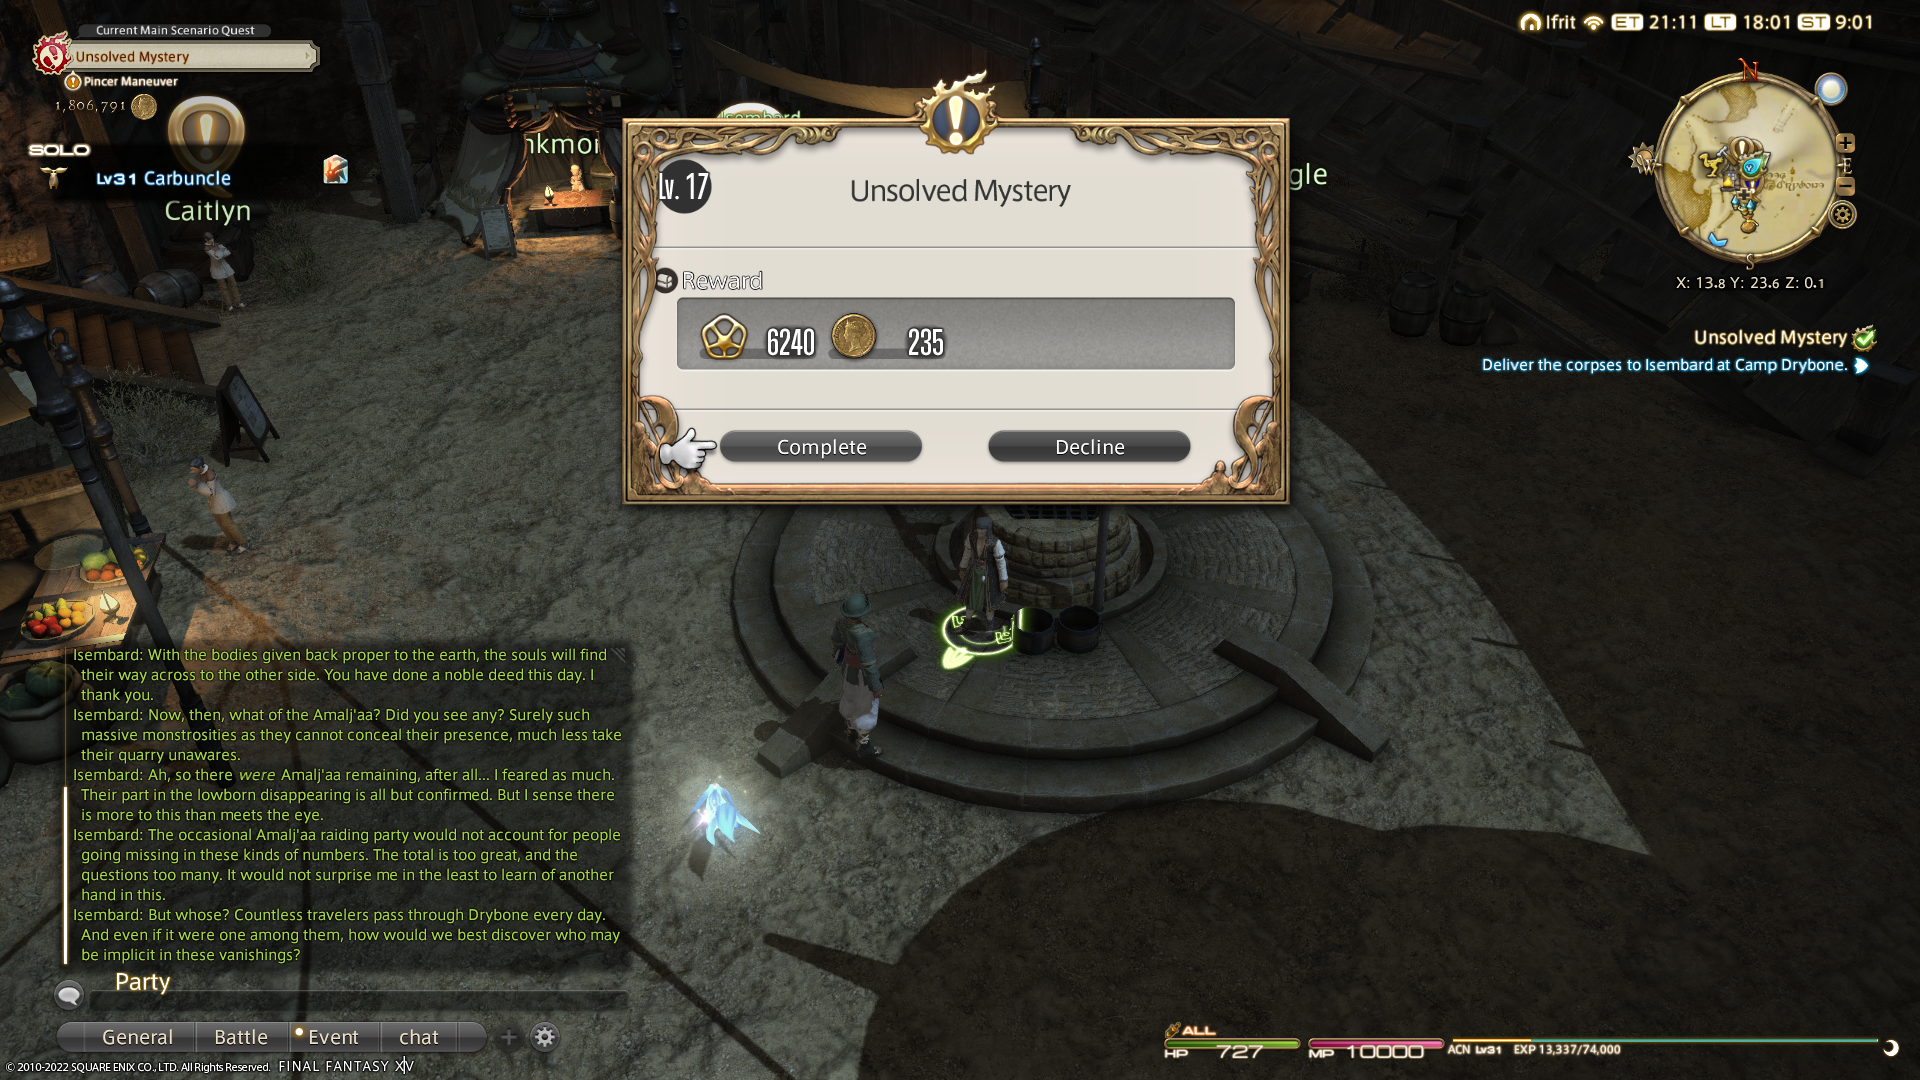 Current Main Scenario Quest
Unsolved Mystery
Pincer Maneuver
1,806,791
SOLO
Lv31 Carbuncle
Caitlyn
nkmor
Isembard
gle
Ifrit ET 21:11 LT 18:01 ST 9:01
N
W
E
S
X: 13.8 Y: 23.6 Z: 0.1
Unsolved Mystery
Deliver the corpses to Isembard at Camp Drybone.
Lv. 17
Unsolved Mystery
Reward
6240 235
Complete Decline
Isembard: With the bodies given back proper to the earth, the souls will find
their way across to the other side. You have done a noble deed this day. I
thank you.
Isembard: Now, then, what of the Amalj'aa? Did you see any? Surely such
massive monstrosities as they cannot conceal their presence, much less take
their quarry unawares.
Isembard: Ah, so there were Amalj'aa remaining, after all... I feared as much.
Their part in the lowborn disappearing is all but confirmed. But I sense there
is more to this than meets the eye.
Isembard: The occasional Amalj'aa raiding party would not account for people
going missing in these kinds of numbers. The total is too great, and the
questions too many. It would not surprise me in the least to learn of another
hand in this.
Isembard: But whose? Countless travelers pass through Drybone every day.
And even if it were one among them, how would we best discover who may
be implicit in these vanishings?
Party
General Battle Event chat
ALL
HP 727 MP 10000 ACN Lv31 EXP 13,337/74,000
© 2010-2022 SQUARE ENIX CO., LTD. All Rights Reserved. FINAL FANTASY XIV